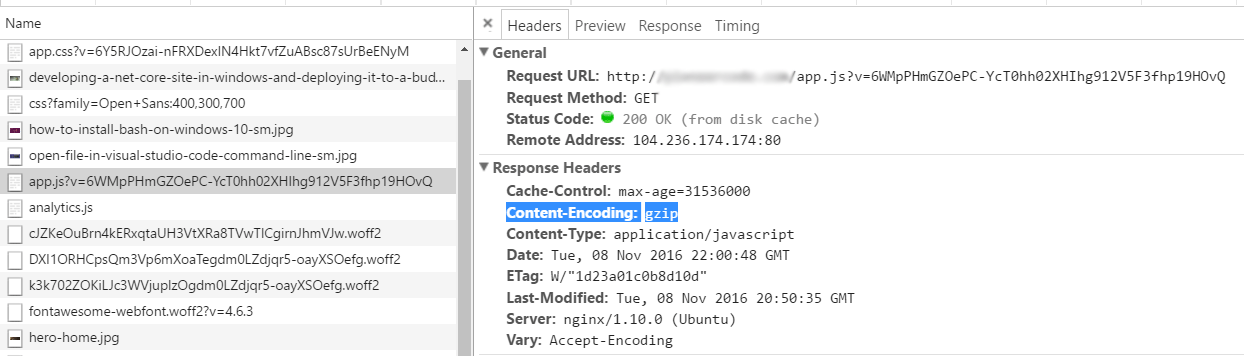 Name
app.css?v=6Y5RJOzai-nFRXDexIN4Hkt7vfZuABsc87sUrBeENyM
developing-a-net-core-site-in-windows-and-deploying-it-to-a-bud...
css?family=Open+Sans:400,300,700
how-to-install-bash-on-windows-10-sm.jpg
open-file-in-visual-studio-code-command-line-sm.jpg
app.js?v=6WMpPHmGZOePC-YcT0hh02XHIhg912V5F3fhp19HOvQ
analytics.js
cJZKeOuBrn4kERxqtaUH3VtXRa8TVwTICgirnJhmVJw.woff2
DXI1ORHCpsQm3Vp6mXoaTegdm0LZdjqr5-oayXSOefg.woff2
k3k702ZOKiLJc3WVjuplzOgdm0LZdjqr5-oayXSOefg.woff2
fontawesome-webfont.woff2?v=4.6.3
hero-home.jpg
× Headers Preview Response Timing
General
Request URL: http:// /app.js?v=6WMpPHmGZOePC-YcT0hh02XHIhg912V5F3fhp19HOvQ
Request Method: GET
Status Code: 200 OK (from disk cache)
Remote Address: 104.236.174.174:80
Response Headers
Cache-Control: max-age=31536000
Content-Encoding: gzip
Content-Type: application/javascript
Date: Tue, 08 Nov 2016 22:00:48 GMT
ETag: W/"1d23a01c0b8d10d"
Last-Modified: Tue, 08 Nov 2016 20:50:35 GMT
Server: nginx/1.10.0 (Ubuntu)
Vary: Accept-Encoding